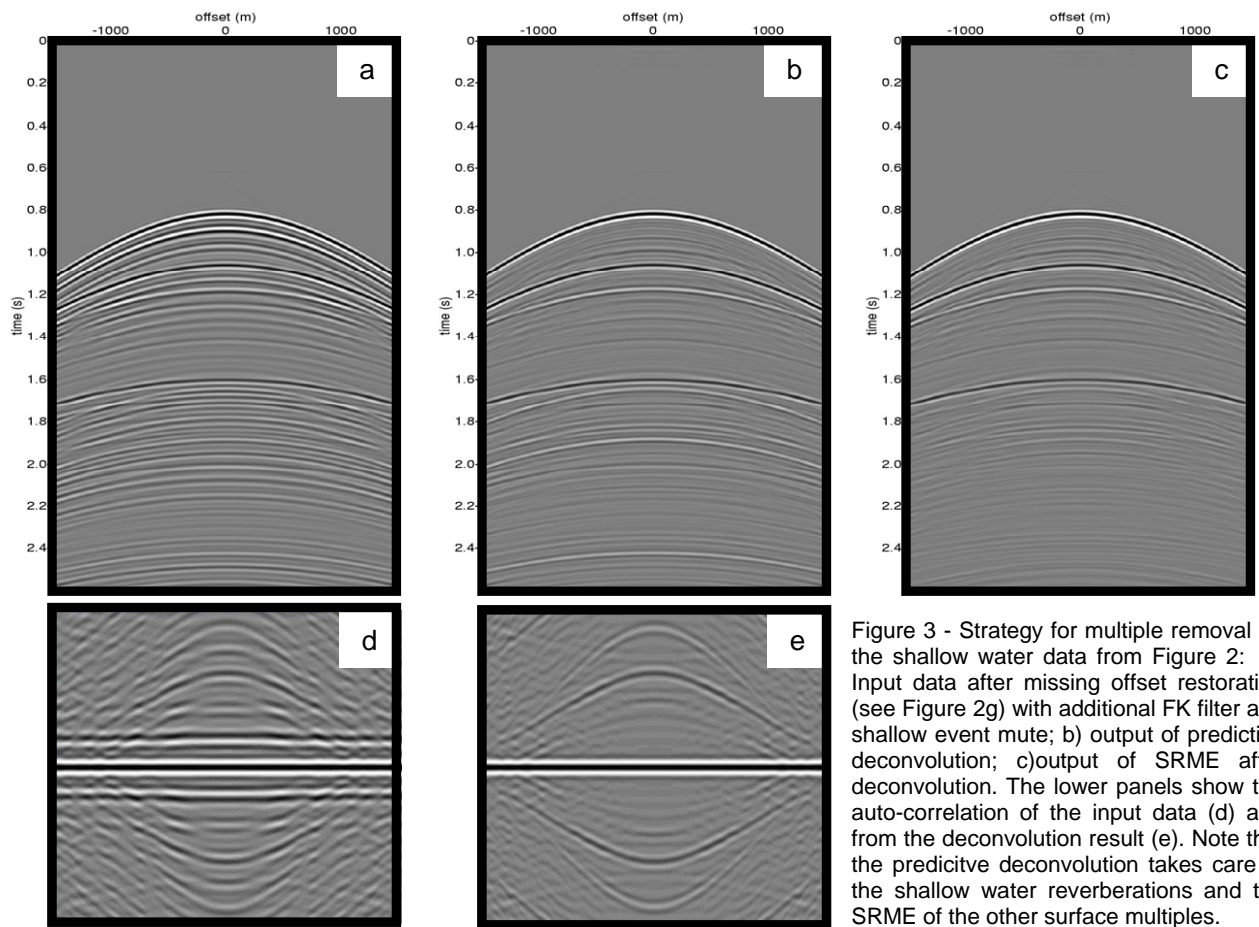 offset (m)
-1000 0 1000
0
0.2
0.4
0.6
0.8
1.0
1.2
1.4
1.6
1.8
2.0
2.2
2.4
time (s)
a
offset (m)
-1000 0 1000
0
0.2
0.4
0.6
0.8
1.0
1.2
1.4
1.6
1.8
2.0
2.2
2.4
time (s)
b
offset (m)
-1000 0 1000
0
0.2
0.4
0.6
0.8
1.0
1.2
1.4
1.6
1.8
2.0
2.2
2.4
time (s)
c
d
e
Figure 3 - Strategy for multiple removal
the shallow water data from Figure 2:
Input data after missing offset restorati
(see Figure 2g) with additional FK filter a
shallow event mute; b) output of predicti
deconvolution; c)output of SRME aft
deconvolution. The lower panels show t
auto-correlation of the input data (d) a
from the deconvolution result (e). Note th
the predicitve deconvolution takes care
the shallow water reverberations and t
SRME of the other surface multiples.